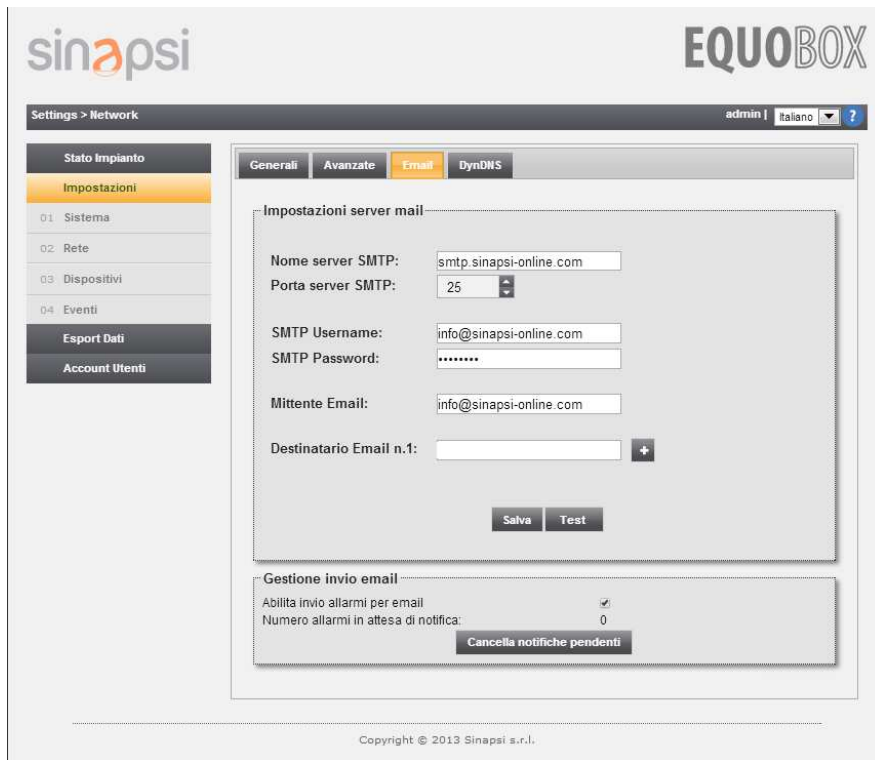 sinapsi
EQUOBOX
Settings > Network
admin | Italiano ?
Stato Impianto
Impostazioni
01 Sistema
02 Rete
03 Dispositivi
04 Eventi
Esport Dati
Account Utenti
Generali Avanzate Email DynDNS
Impostazioni server mail
Nome server SMTP: smtp.sinapsi-online.com
Porta server SMTP: 25
SMTP Username: info@sinapsi-online.com
SMTP Password: ••••••••
Mittente Email: info@sinapsi-online.com
Destinatario Email n.1: +
Salva Test
Gestione invio email
Abilita invio allarmi per email
Numero allarmi in attesa di notifica: 0
Cancella notifiche pendenti
Copyright © 2013 Sinapsi s.r.l.